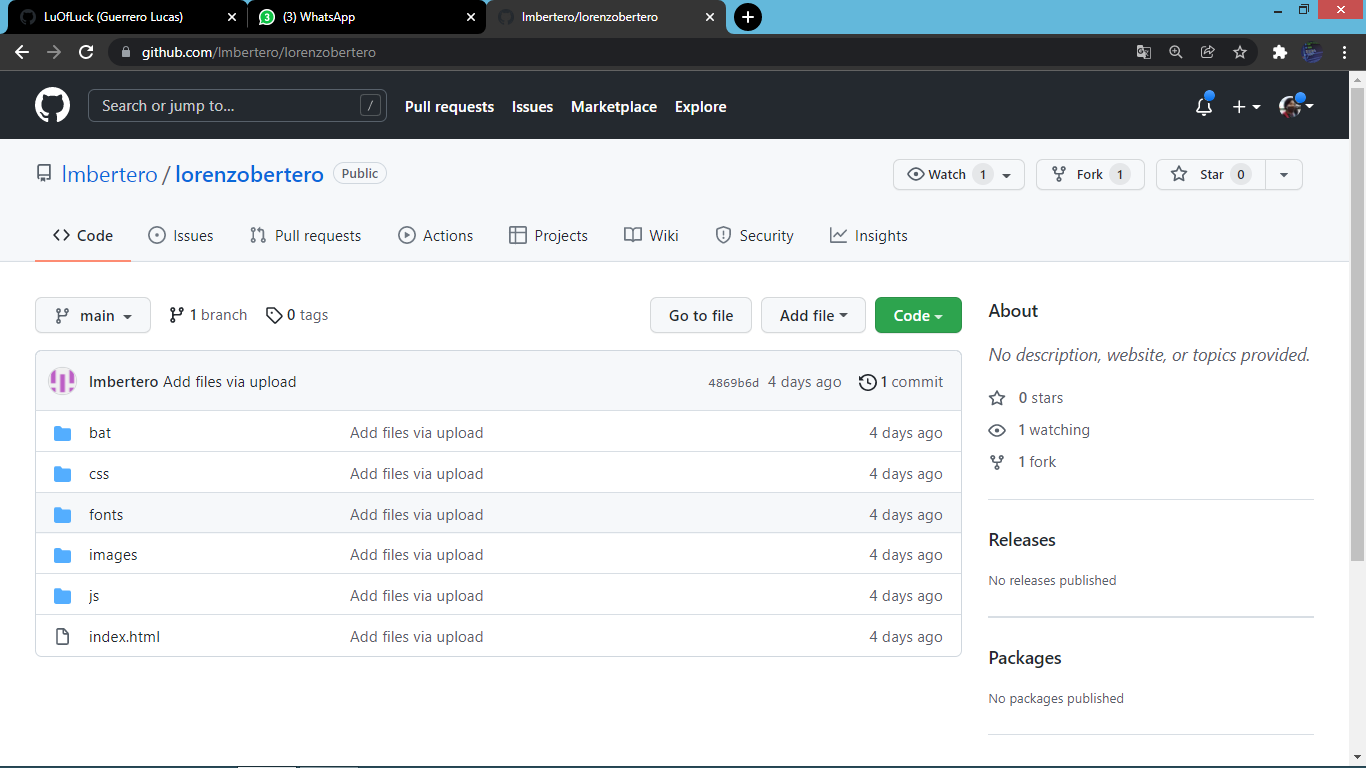 LuOfLuck (Guerrero Lucas)
3 (3) WhatsApp
lmbertero/lorenzobertero
github.com/lmbertero/lorenzobertero
Search or jump to... /
Pull requests Issues Marketplace Explore
lmbertero / lorenzobertero Public
Watch 1 Fork 1 Star 0
Code Issues Pull requests Actions Projects Wiki Security Insights
main 1 branch 0 tags Go to file Add file Code
lmbertero Add files via upload 4869b6d 4 days ago 1 commit
bat Add files via upload 4 days ago
css Add files via upload 4 days ago
fonts Add files via upload 4 days ago
images Add files via upload 4 days ago
js Add files via upload 4 days ago
index.html Add files via upload 4 days ago
About
No description, website, or topics provided.
0 stars
1 watching
1 fork
Releases
No releases published
Packages
No packages published